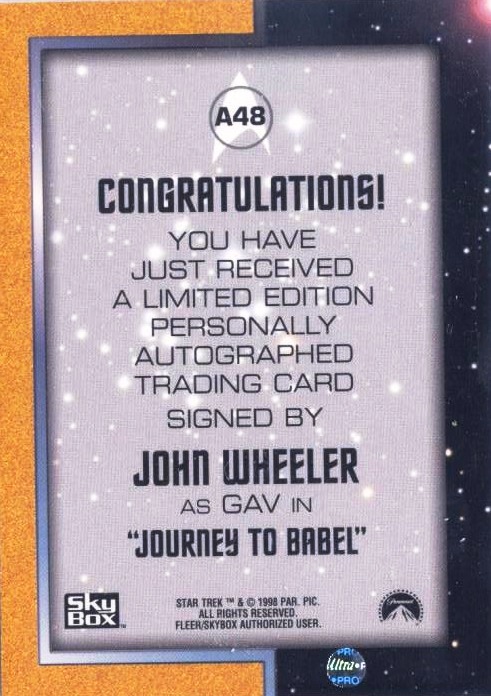 A48
CONGRATULATIONS!
YOU HAVE
JUST RECEIVED
A LIMITED EDITION
PERSONALLY
AUTOGRAPHED
TRADING CARD
SIGNED BY
JOHN WHEELER
AS GAV IN
"JOURNEY TO BABEL"
Sky
BOX™
STAR TREK ™ & © 1998 PAR. PIC.
ALL RIGHTS RESERVED.
FLEER/SKYBOX AUTHORIZED USER.
Paramount
Ultra•P
•PRO